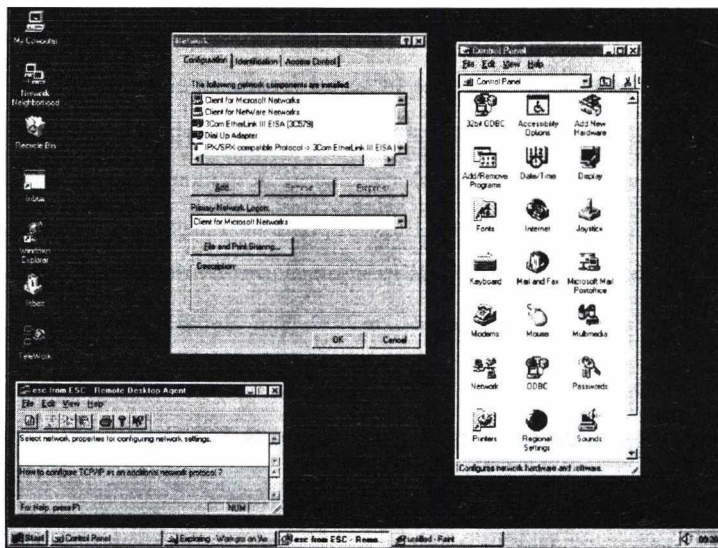 My Computer
Network
Neighborhood
Recycle Bin
Inbox
Windows
Explorer
Inbox
TeleWork
Network
Configuration Identification Access Control
The following network components are installed:
Client for Microsoft Networks
Client for NetWare Networks
3Com EtherLink III EISA (3C579)
Dial Up Adapter
IPX/SPX-compatible Protocol -> 3Com EtherLink III EISA (
Add... Remove Properties
Primary Network Logon:
Client for Microsoft Networks
File and Print Sharing...
Description
OK Cancel
Control Panel
File Edit View Help
Control Panel
32bit ODBC Accessibility Options Add New Hardware
Add/Remove Programs Date/Time Display
Fonts Internet Joystick
Keyboard Mail and Fax Microsoft Mail Postoffice
Modems Mouse Multimedia
Network ODBC Passwords
Printers Regional Settings Sounds
Configures network hardware and software.
esc from ESC - Remote Desktop Agent
File Edit View Help
Select network properties for configuring network settings.
How to configure TCP/IP as an additional network protocol ?
For Help, press F1 NUM
Start Control Panel Exploring - esc from ESC - Remo... untitled - Paint